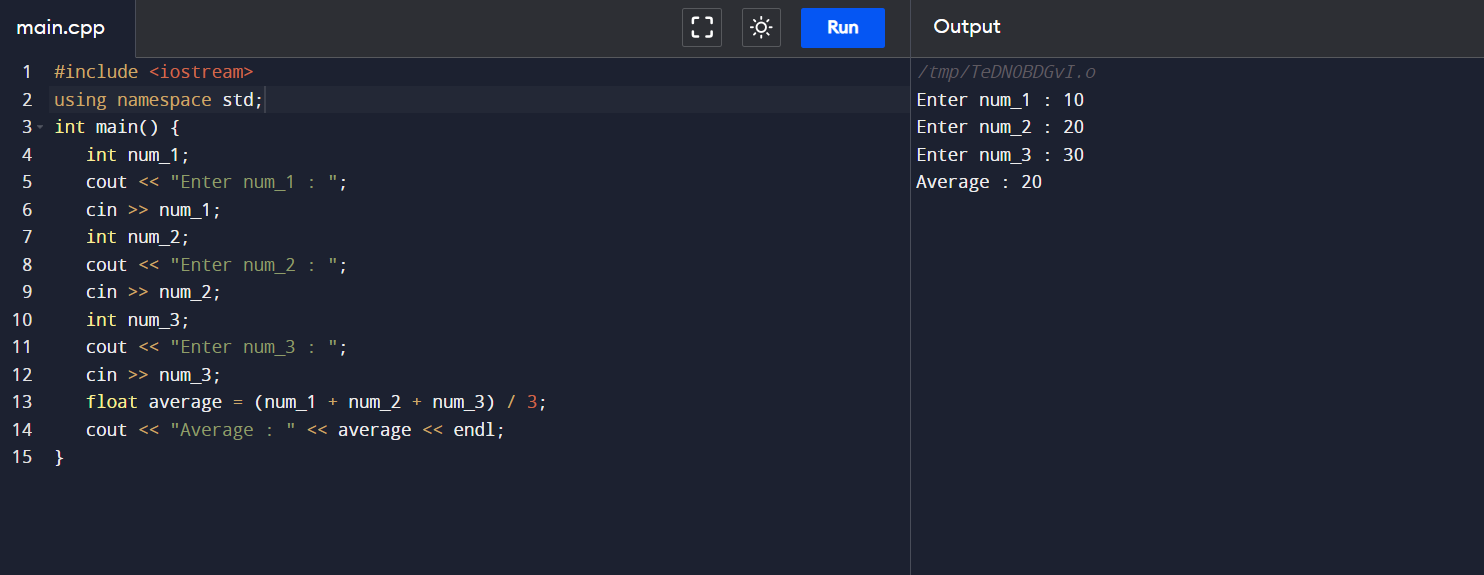 main.cpp
Run
Output
1 #include <iostream>
2 using namespace std;
3 int main() {
4    int num_1;
5    cout << "Enter num_1 : ";
6    cin >> num_1;
7    int num_2;
8    cout << "Enter num_2 : ";
9    cin >> num_2;
10    int num_3;
11    cout << "Enter num_3 : ";
12    cin >> num_3;
13    float average = (num_1 + num_2 + num_3) / 3;
14    cout << "Average : " << average << endl;
15 }
/tmp/TeDN0BDGvI.o
Enter num_1 : 10
Enter num_2 : 20
Enter num_3 : 30
Average : 20